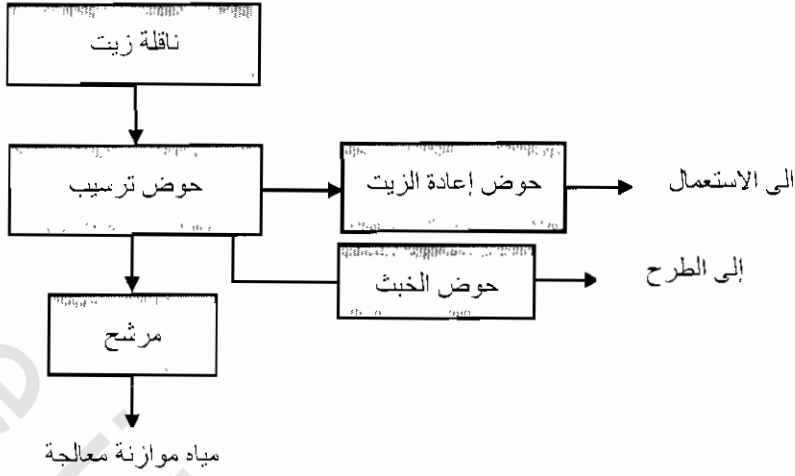 ناقلة زيت
حوض ترسيب
حوض إعادة الزيت
الى الاستعمال
حوض الخبث
إلى الطرح
مرشح
مياه موازنة معالجة